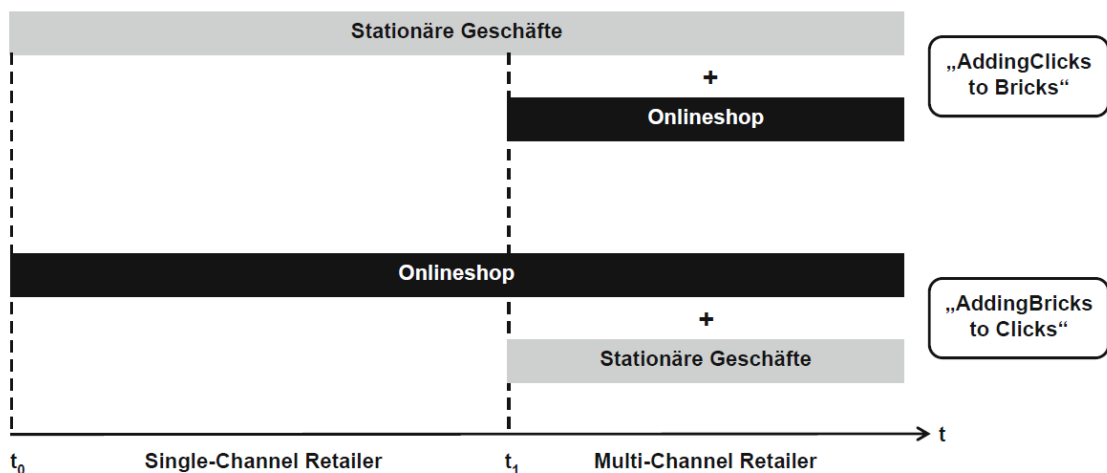 Stationäre Geschäfte
+
Onlineshop
„AddingClicks
to Bricks“
Onlineshop
+
Stationäre Geschäfte
„AddingBricks
to Clicks“
t
t₀ Single-Channel Retailer t₁ Multi-Channel Retailer